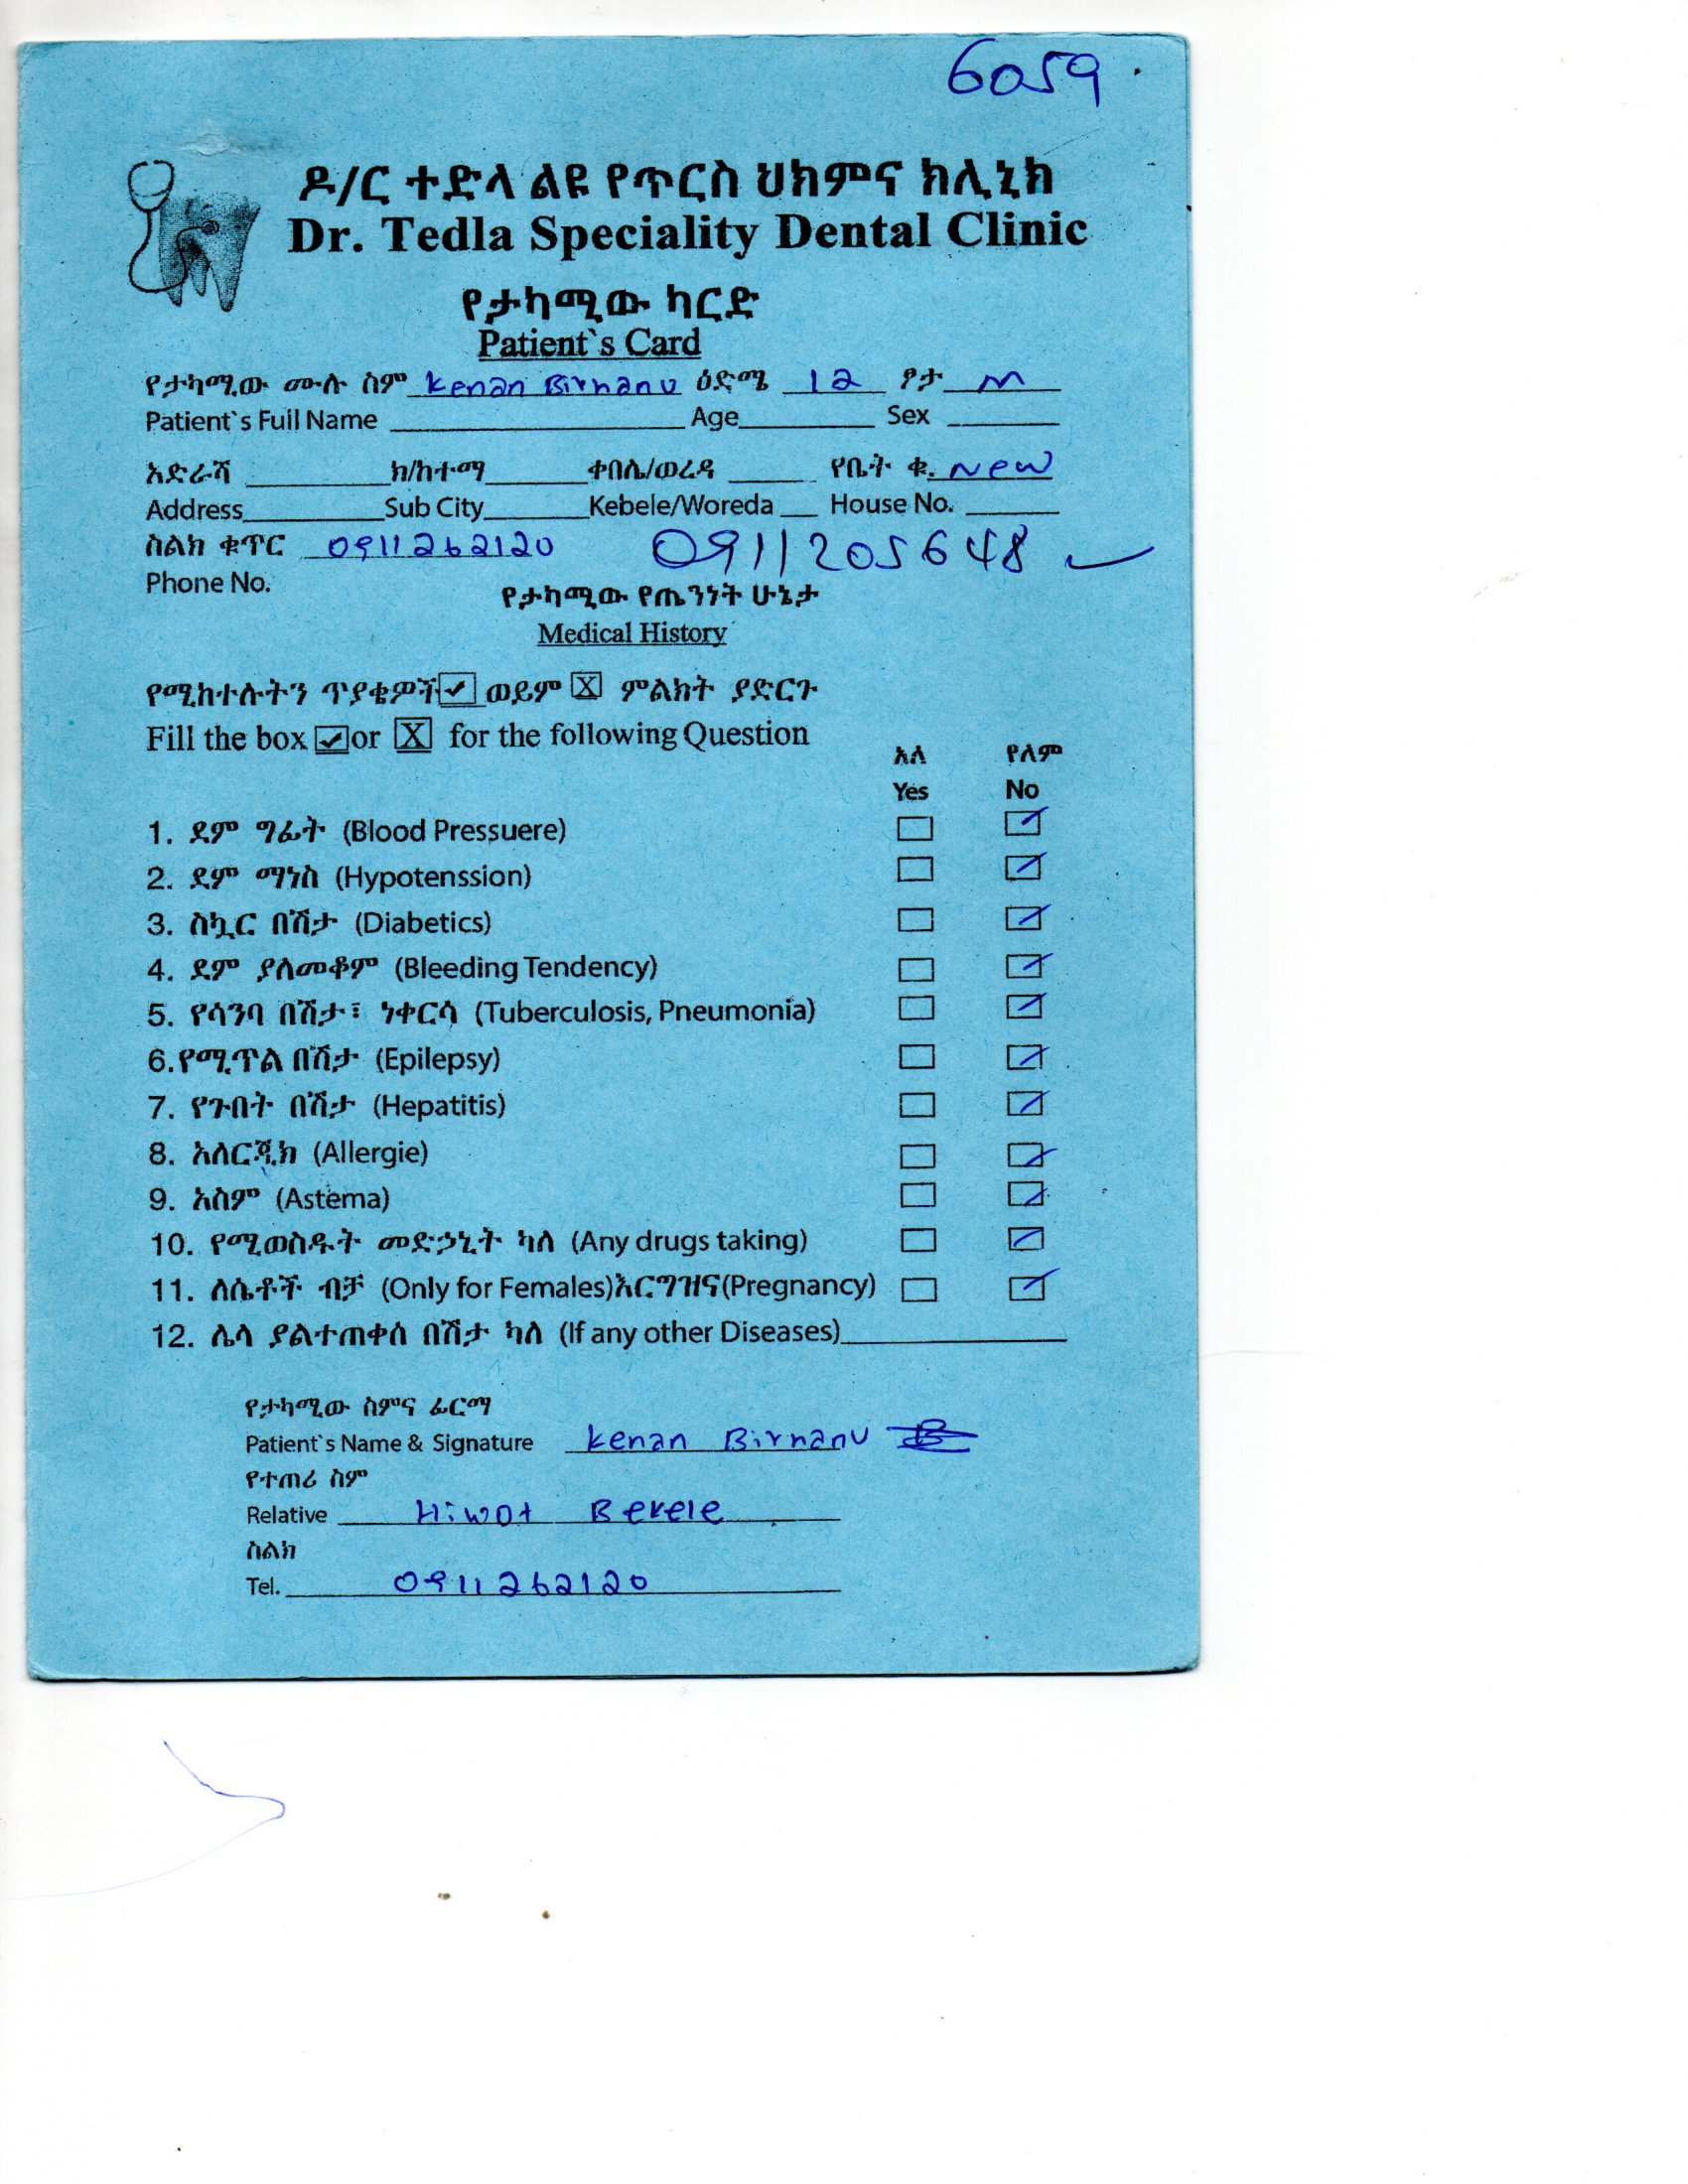 6059
ዶ/ር ተድላ ልዩ የጥርስ ህክምና ክሊኒክ
Dr. Tedla Speciality Dental Clinic
የታካሚው ካርድ
Patient`s Card
የታካሚው ሙሉ ስም Kenan Birhanu ዕድሜ 12 ፆታ M
Patient`s Full Name Age Sex
አድራሻ ክ/ከተማ ቀበሌ/ወረዳ የቤት ቁ. New
Address Sub City Kebele/Woreda House No.
ስልክ ቁጥር 0911262120 0911205648
Phone No.
የታካሚው የጤንነት ሁኔታ
Medical History
የሚከተሉትን ጥያቄዎች ✓ ወይም X ምልክት ያድርጉ
Fill the box ✓ or X for the following Question
አለ የለም
Yes No
1. ደም ግፊት (Blood Pressuere)
2. ደም ማነስ (Hypotenssion)
3. ስኳር በሽታ (Diabetics)
4. ደም ያለመቆም (Bleeding Tendency)
5. የሳንባ በሽታ፣ ነቀርሳ (Tuberculosis, Pneumonia)
6.የሚጥል በሽታ (Epilepsy)
7. የጉበት በሽታ (Hepatitis)
8. አለርጂክ (Allergie)
9. አስም (Astema)
10. የሚወስዱት መድኃኒት ካለ (Any drugs taking)
11. ለሴቶች ብቻ (Only for Females)እርግዝና(Pregnancy)
12. ሌላ ያልተጠቀሰ በሽታ ካለ (If any other Diseases)
የታካሚው ስምና ፊርማ
Patient`s Name & Signature Kenan Birhanu
የተጠሪ ስም
Relative Hiwot Bekele
ስልክ
Tel. 0911262120